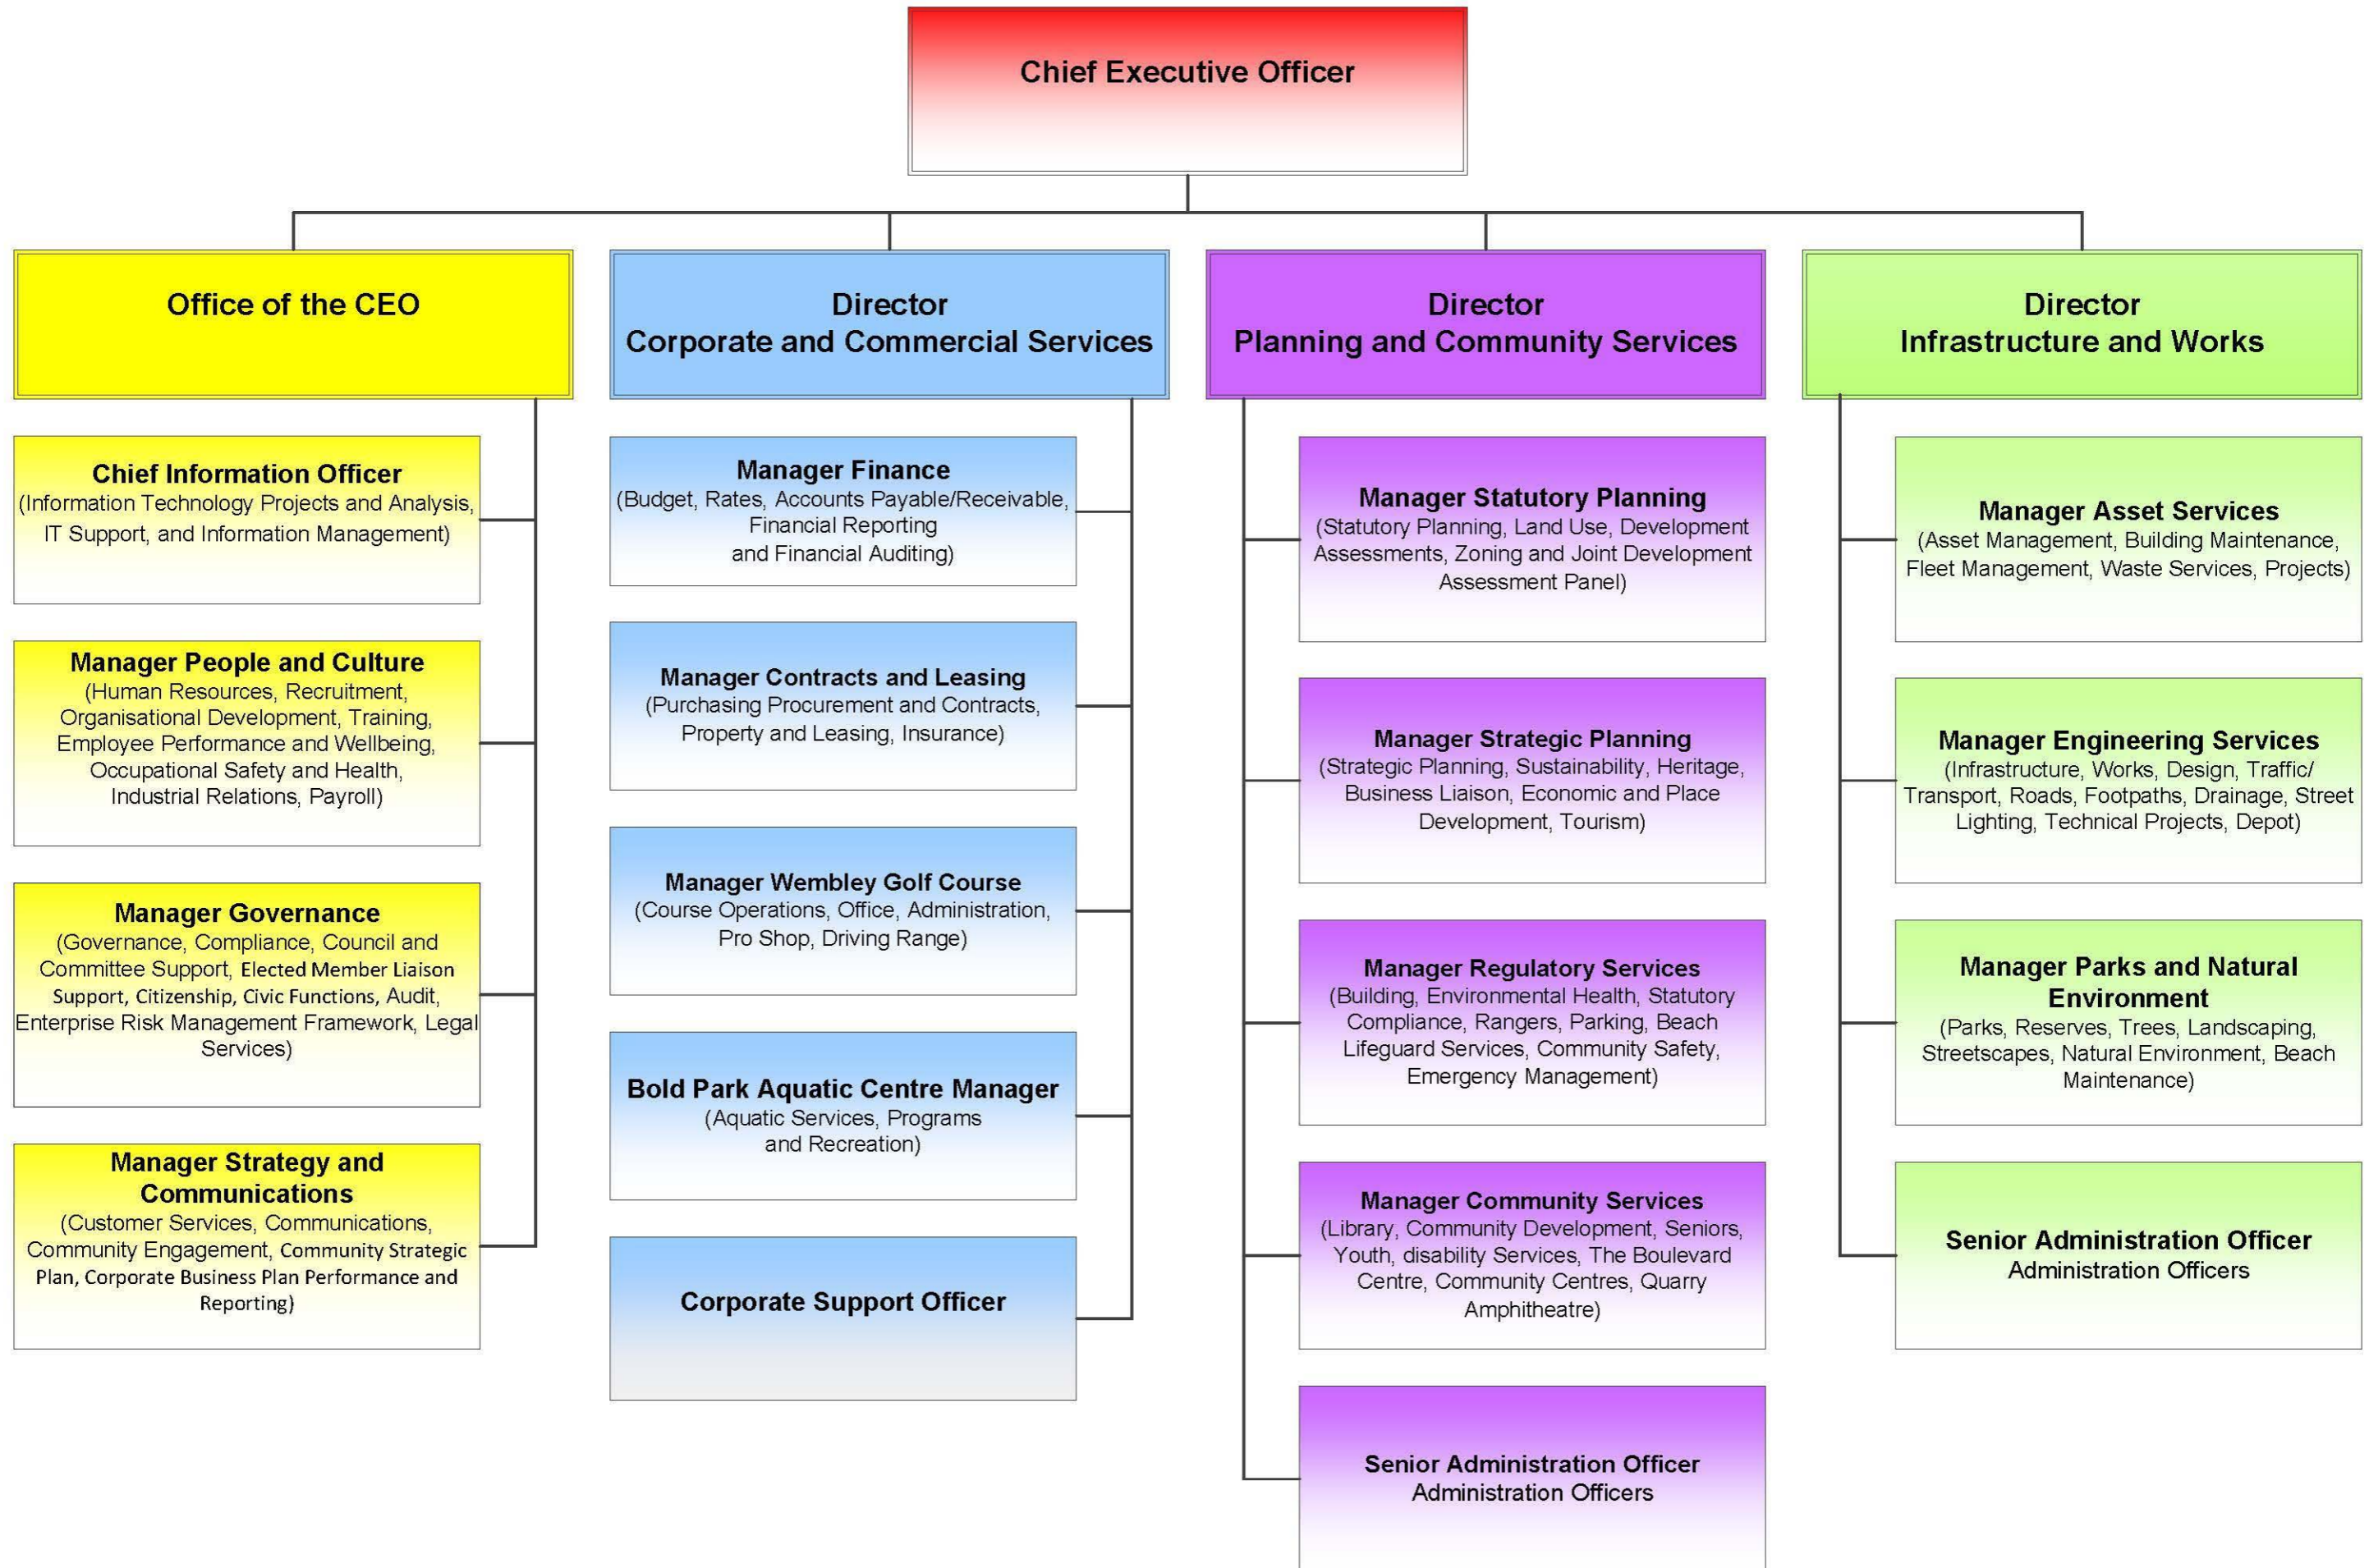 Chief Executive Officer
Office of the CEO
Chief Information Officer
(Information Technology Projects and Analysis,
IT Support, and Information Management)
Manager People and Culture
(Human Resources, Recruitment,
Organisational Development, Training,
Employee Performance and Wellbeing,
Occupational Safety and Health,
Industrial Relations, Payroll)
Manager Governance
(Governance, Compliance, Council and
Committee Support, Elected Member Liaison
Support, Citizenship, Civic Functions, Audit,
Enterprise Risk Management Framework, Legal
Services)
Manager Strategy and
Communications
(Customer Services, Communications,
Community Engagement, Community Strategic
Plan, Corporate Business Plan Performance and
Reporting)
Director
Corporate and Commercial Services
Manager Finance
(Budget, Rates, Accounts Payable/Receivable,
Financial Reporting
and Financial Auditing)
Manager Contracts and Leasing
(Purchasing Procurement and Contracts,
Property and Leasing, Insurance)
Manager Wembley Golf Course
(Course Operations, Office, Administration,
Pro Shop, Driving Range)
Bold Park Aquatic Centre Manager
(Aquatic Services, Programs
and Recreation)
Corporate Support Officer
Director
Planning and Community Services
Manager Statutory Planning
(Statutory Planning, Land Use, Development
Assessments, Zoning and Joint Development
Assessment Panel)
Manager Strategic Planning
(Strategic Planning, Sustainability, Heritage,
Business Liaison, Economic and Place
Development, Tourism)
Manager Regulatory Services
(Building, Environmental Health, Statutory
Compliance, Rangers, Parking, Beach
Lifeguard Services, Community Safety,
Emergency Management)
Manager Community Services
(Library, Community Development, Seniors,
Youth, disability Services, The Boulevard
Centre, Community Centres, Quarry
Amphitheatre)
Senior Administration Officer
Administration Officers
Director
Infrastructure and Works
Manager Asset Services
(Asset Management, Building Maintenance,
Fleet Management, Waste Services, Projects)
Manager Engineering Services
(Infrastructure, Works, Design, Traffic/
Transport, Roads, Footpaths, Drainage, Street
Lighting, Technical Projects, Depot)
Manager Parks and Natural
Environment
(Parks, Reserves, Trees, Landscaping,
Streetscapes, Natural Environment, Beach
Maintenance)
Senior Administration Officer
Administration Officers